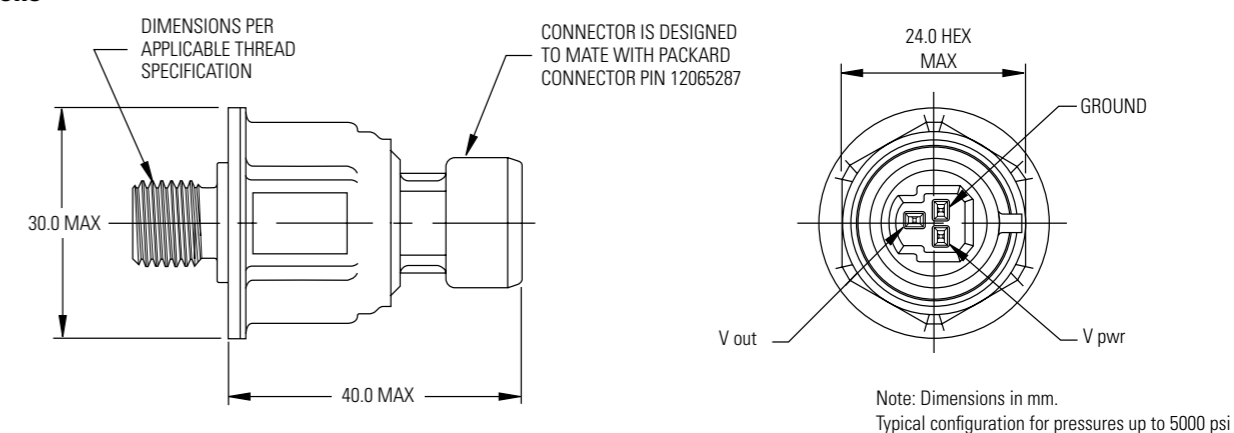 DIMENSIONS PER
APPLICABLE THREAD
SPECIFICATION
CONNECTOR IS DESIGNED
TO MATE WITH PACKARD
CONNECTOR PIN 12065287
30.0 MAX
40.0 MAX
24.0 HEX
MAX
GROUND
V out
V pwr
Note: Dimensions in mm.
Typical configuration for pressures up to 5000 psi